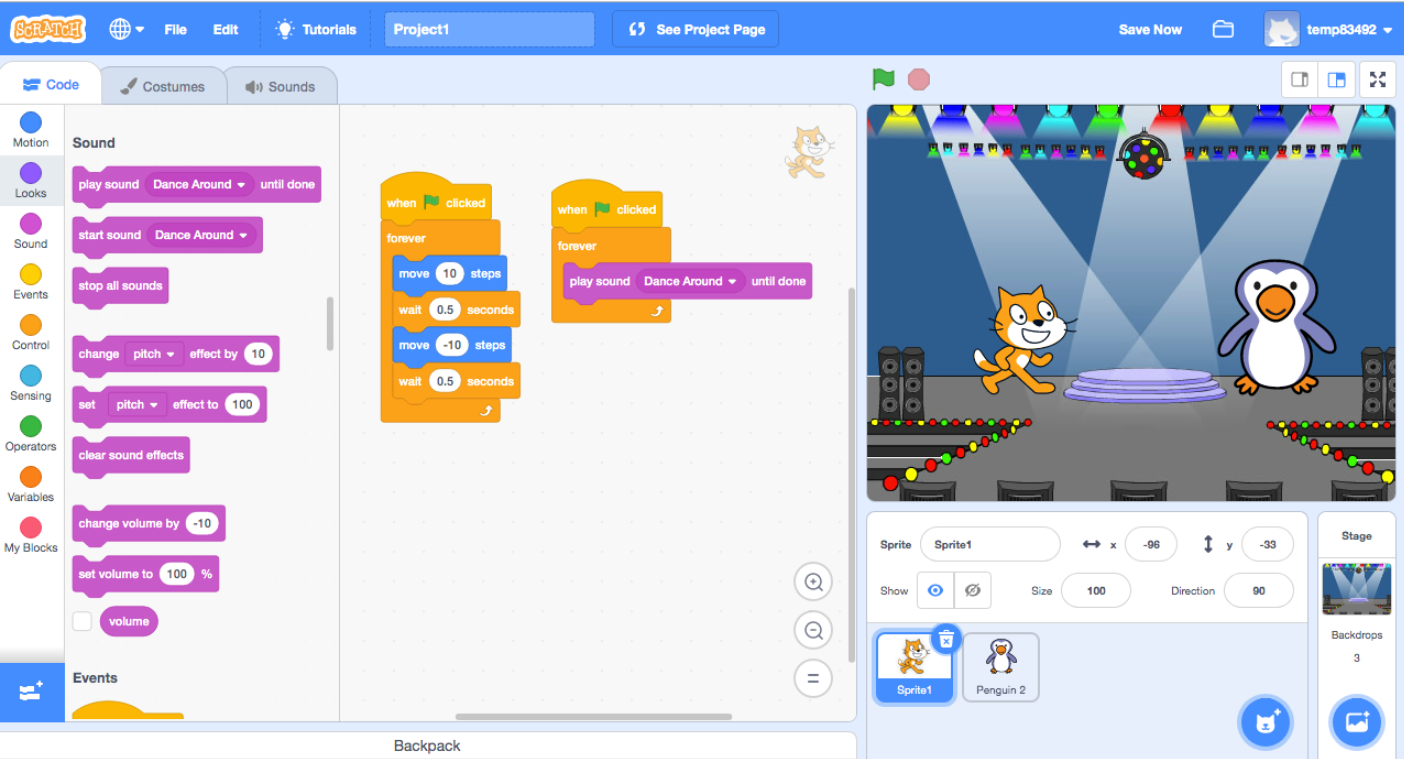 SCRATCH File Edit Tutorials Project1 See Project Page Save Now temp83492
Code Costumes Sounds
Motion
Looks
Sound
Events
Control
Sensing
Operators
Variables
My Blocks
Sound
play sound Dance Around until done
start sound Dance Around
stop all sounds
change pitch effect by 10
set pitch effect to 100
clear sound effects
change volume by -10
set volume to 100 %
volume
Events
when clicked
forever
move 10 steps
wait 0.5 seconds
move -10 steps
wait 0.5 seconds
when clicked
forever
play sound Dance Around until done
Backpack
Sprite Sprite1 x -96 y -33
Show Size 100 Direction 90
Sprite1
Penguin 2
Stage
Backdrops
3